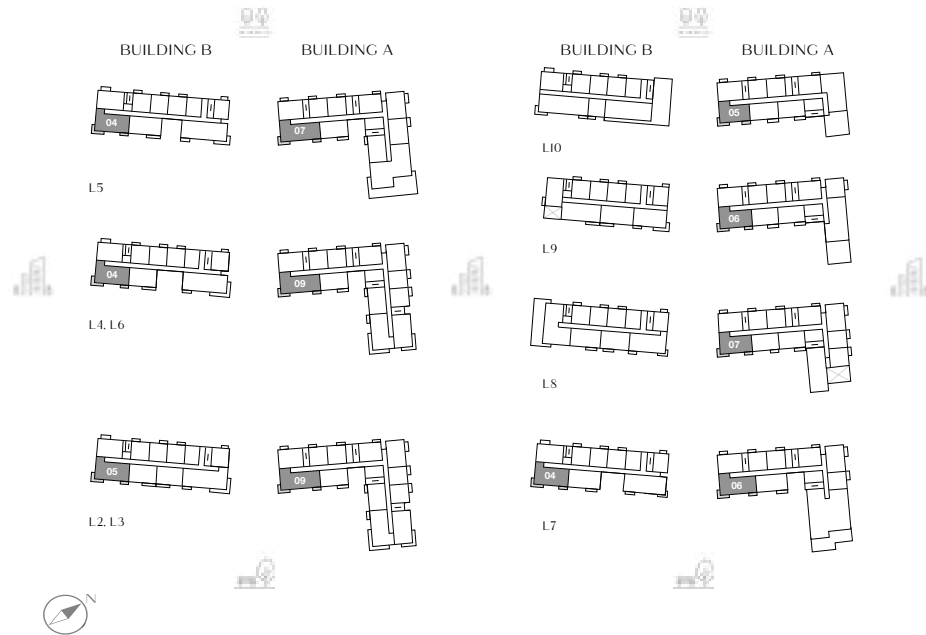 BUILDING B BUILDING A
04 07
L5
04 09
L4, L6
05 09
L2, L3
BUILDING B BUILDING A
05
L10
06
L9
07
L8
04 06
L7
N